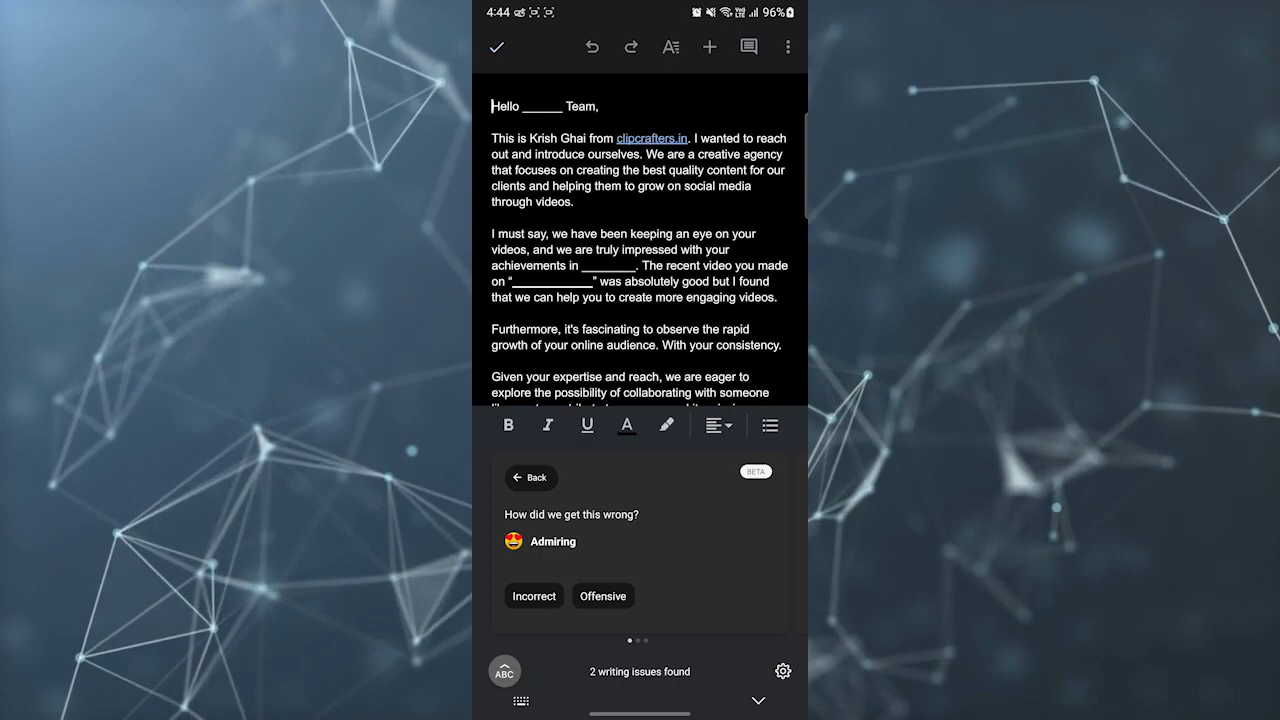 4:44
96%
Hello ______ Team,
This is Krish Ghai from clipcrafters.in. I wanted to reach
out and introduce ourselves. We are a creative agency
that focuses on creating the best quality content for our
clients and helping them to grow on social media
through videos.
I must say, we have been keeping an eye on your
videos, and we are truly impressed with your
achievements in ________. The recent video you made
on “____________” was absolutely good but I found
that we can help you to create more engaging videos.
Furthermore, it's fascinating to observe the rapid
growth of your online audience. With your consistency.
Given your expertise and reach, we are eager to
explore the possibility of collaborating with someone
B I U A
Back
BETA
How did we get this wrong?
Admiring
Incorrect Offensive
ABC
2 writing issues found